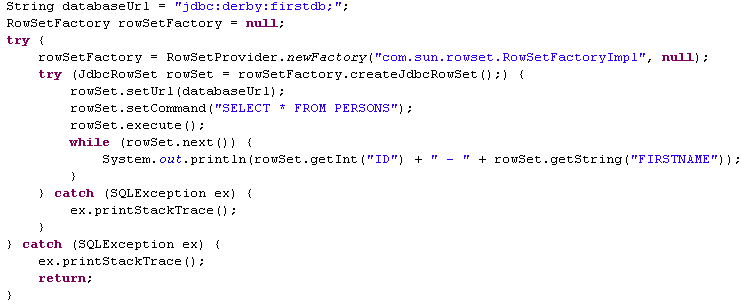 String databaseUrl = "jdbc:derby:firstdb;";
RowSetFactory rowSetFactory = null;
try {
    rowSetFactory = RowSetProvider.newFactory("com.sun.rowset.RowSetFactoryImpl", null);
    try (JdbcRowSet rowSet = rowSetFactory.createJdbcRowSet();) {
        rowSet.setUrl(databaseUrl);
        rowSet.setCommand("SELECT * FROM PERSONS");
        rowSet.execute();
        while (rowSet.next()) {
            System.out.println(rowSet.getInt("ID") + " - " + rowSet.getString("FIRSTNAME"));
        }
    } catch (SQLException ex) {
        ex.printStackTrace();
    }
} catch (SQLException ex) {
    ex.printStackTrace();
    return;
}